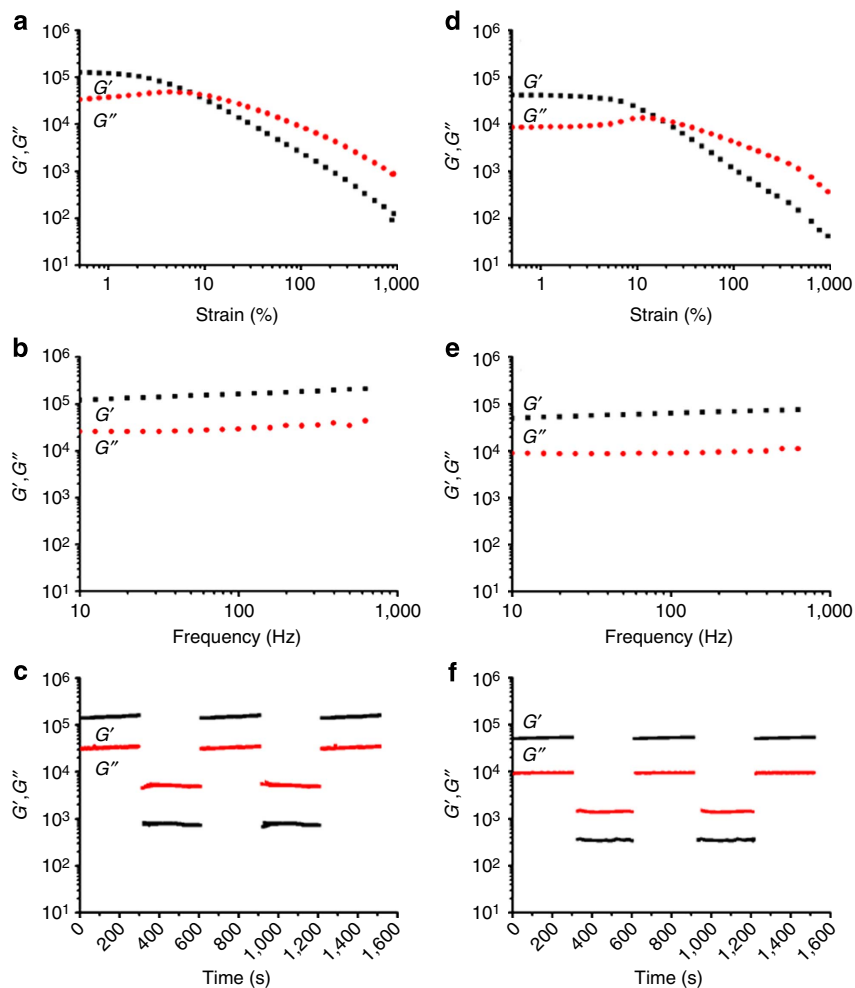 a
10⁶
10⁵
10⁴
10³
10²
10¹
G′,G″
G′
G″
1
10
100
1,000
Strain (%)
d
10⁶
10⁵
10⁴
10³
10²
10¹
G′,G″
G′
G″
1
10
100
1,000
Strain (%)
b
10⁶
10⁵
10⁴
10³
10²
10¹
G′,G″
G′
G″
10
100
1,000
Frequency (Hz)
e
10⁶
10⁵
10⁴
10³
10²
10¹
G′,G″
G′
G″
10
100
1,000
Frequency (Hz)
c
10⁶
10⁵
10⁴
10³
10²
10¹
G′,G″
G′
G″
0
200
400
600
800
1,000
1,200
1,400
1,600
Time (s)
f
10⁶
10⁵
10⁴
10³
10²
10¹
G′,G″
G′
G″
0
200
400
600
800
1,000
1,200
1,400
1,600
Time (s)